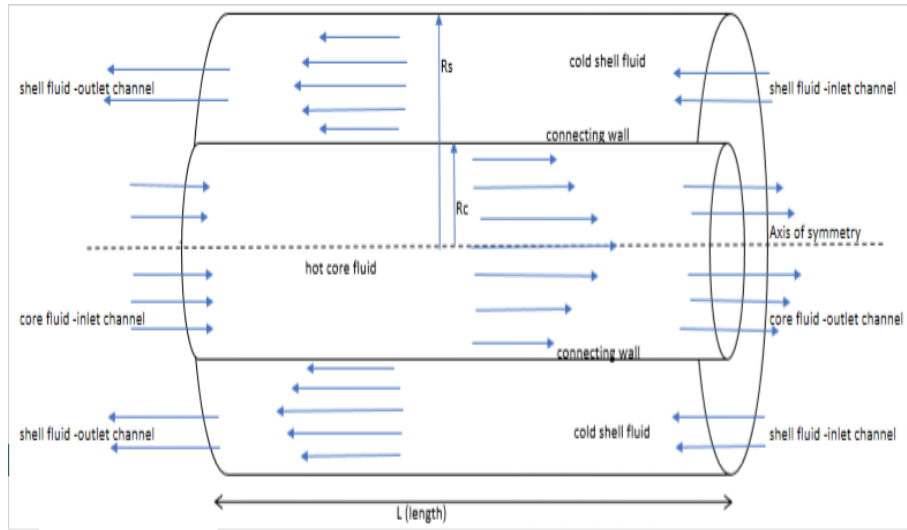 Rs
cold shell fluid
shell fluid -outlet channel
shell fluid -inlet channel
connecting wall
Rc
Axis of symmetry
hot core fluid
core fluid -inlet channel
core fluid -outlet channel
connecting wall
shell fluid -outlet channel
cold shell fluid
shell fluid -inlet channel
L (length)